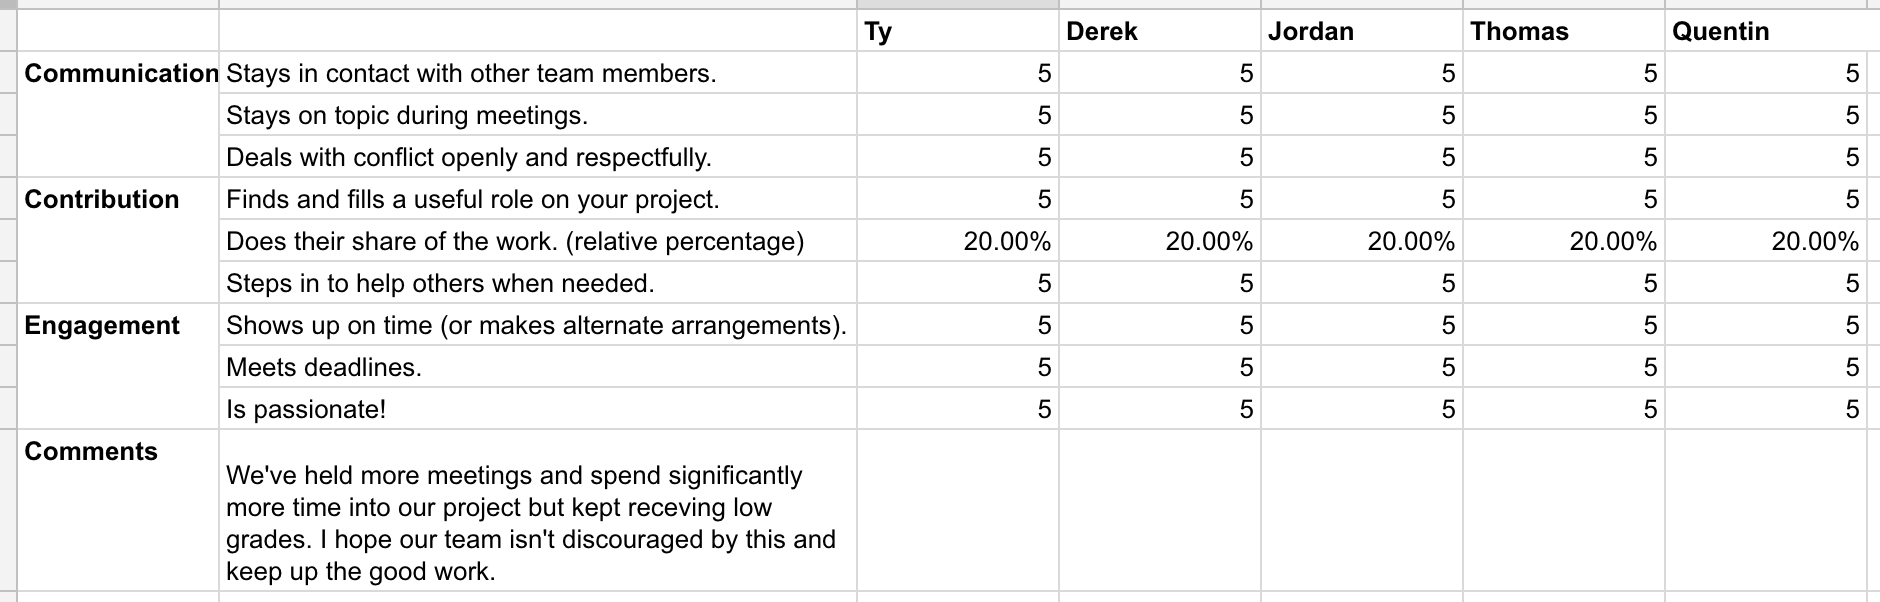 Ty Derek Jordan Thomas Quentin
Communication Stays in contact with other team members. 5 5 5 5 5
Stays on topic during meetings. 5 5 5 5 5
Deals with conflict openly and respectfully. 5 5 5 5 5
Contribution Finds and fills a useful role on your project. 5 5 5 5 5
Does their share of the work. (relative percentage) 20.00% 20.00% 20.00% 20.00% 20.00%
Steps in to help others when needed. 5 5 5 5 5
Engagement Shows up on time (or makes alternate arrangements). 5 5 5 5 5
Meets deadlines. 5 5 5 5 5
Is passionate! 5 5 5 5 5
Comments
We've held more meetings and spend significantly
more time into our project but kept receving low
grades. I hope our team isn't discouraged by this and
keep up the good work.